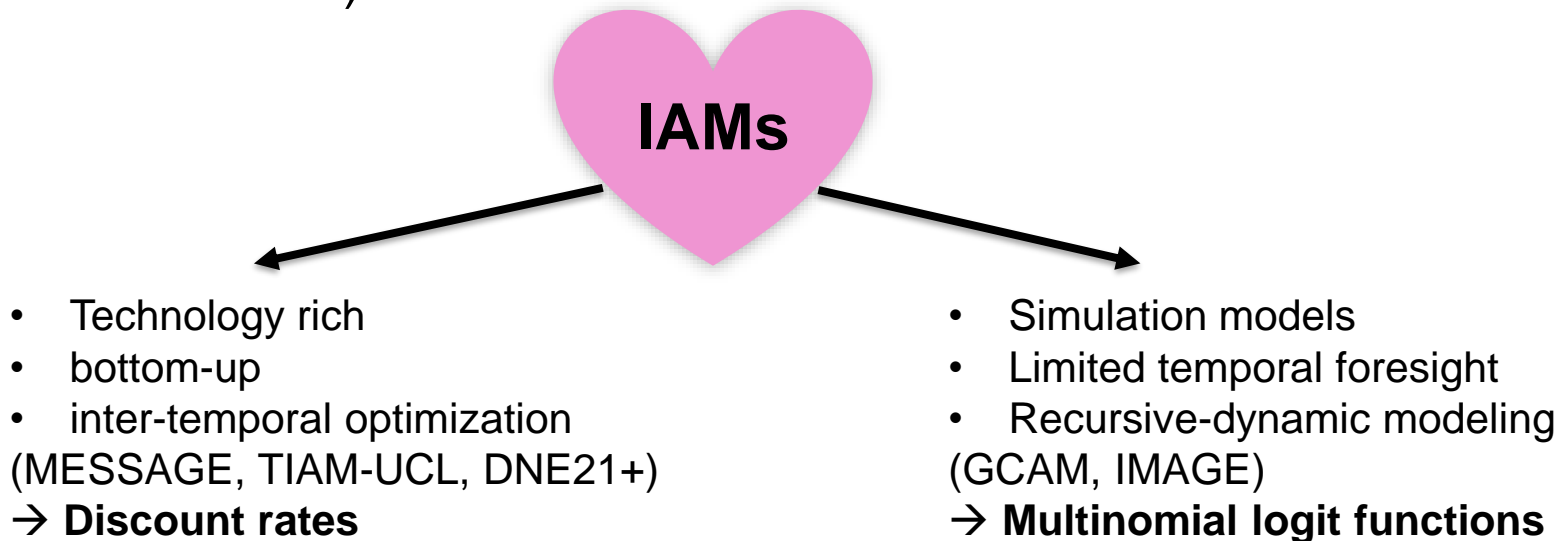 )
IAMs
• Technology rich
• bottom-up
• inter-temporal optimization
(MESSAGE, TIAM-UCL, DNE21+)
→ Discount rates
• Simulation models
• Limited temporal foresight
• Recursive-dynamic modeling
(GCAM, IMAGE)
→ Multinomial logit functions